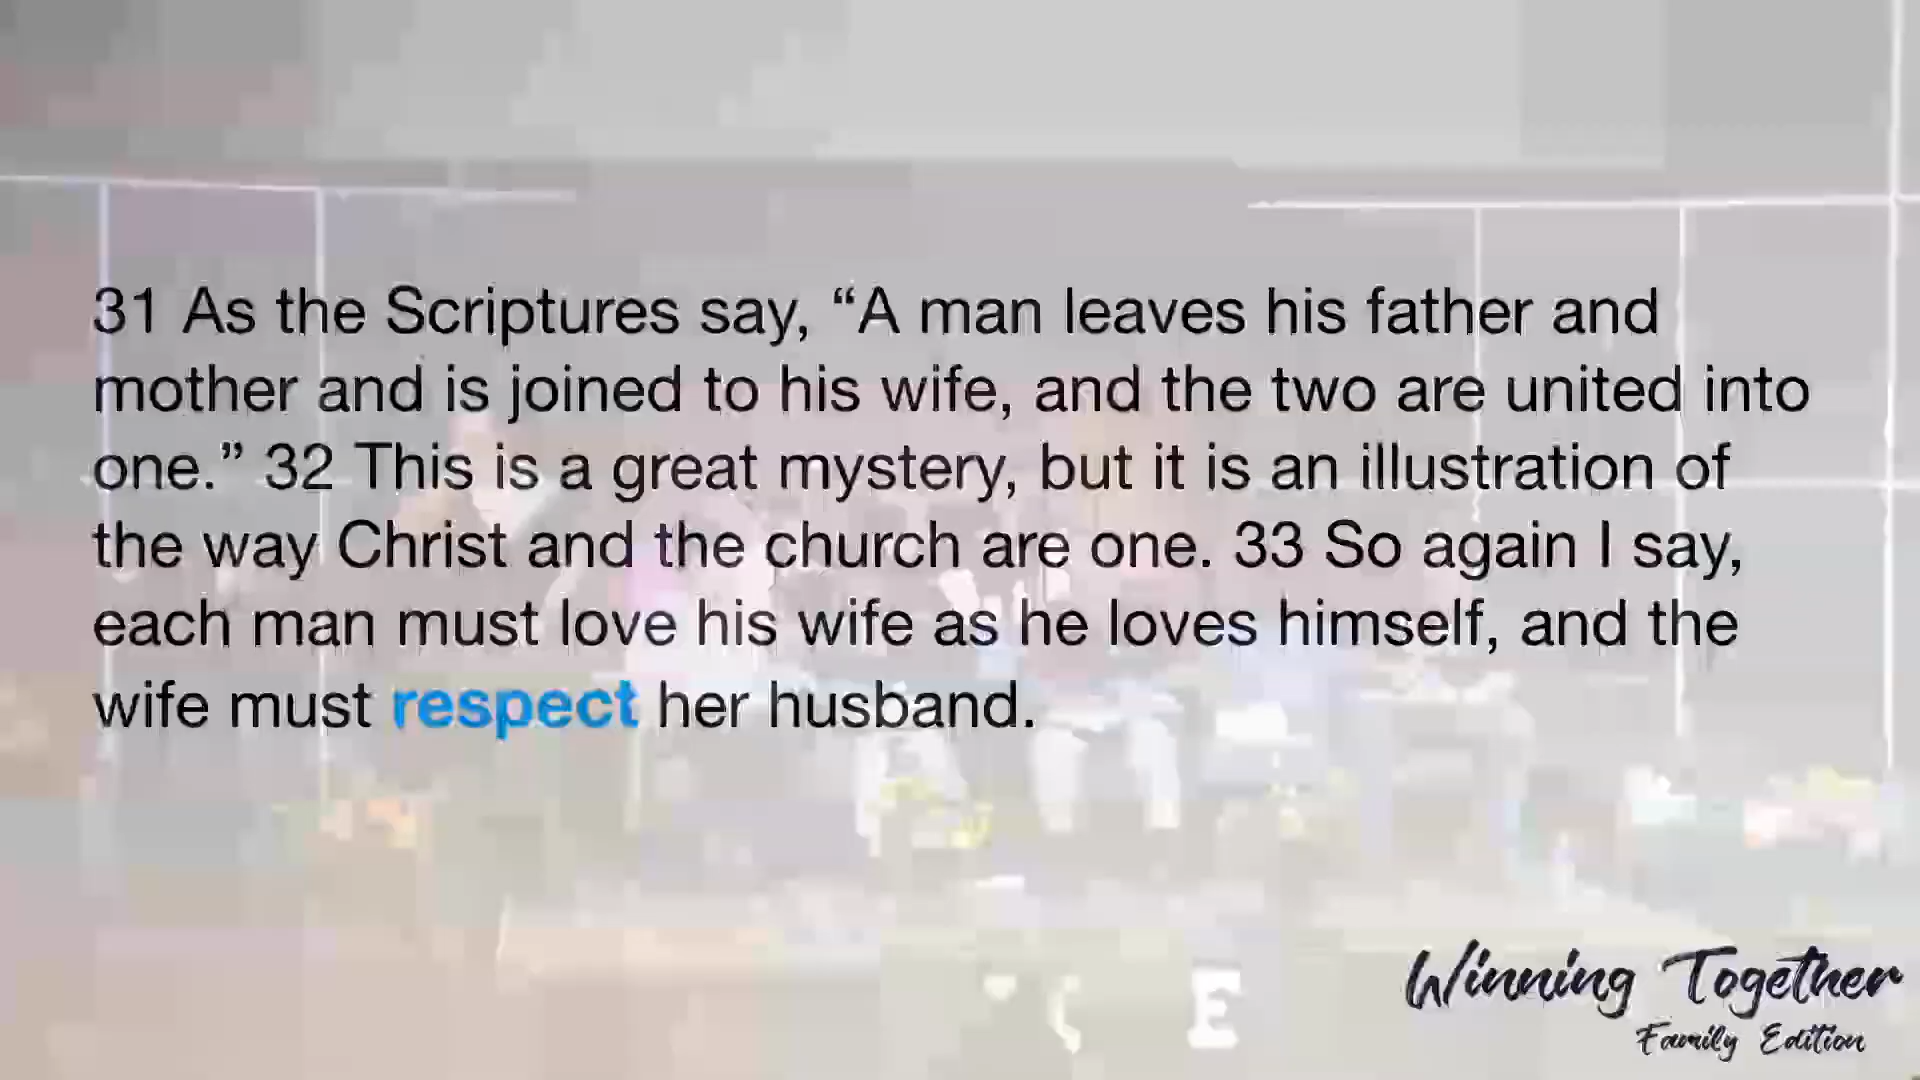 31 As the Scriptures say, “A man leaves his father and
mother and is joined to his wife, and the two are united into
one.” 32 This is a great mystery, but it is an illustration of
the way Christ and the church are one. 33 So again I say,
each man must love his wife as he loves himself, and the
wife must respect her husband.
E
Winning Together
Family Edition